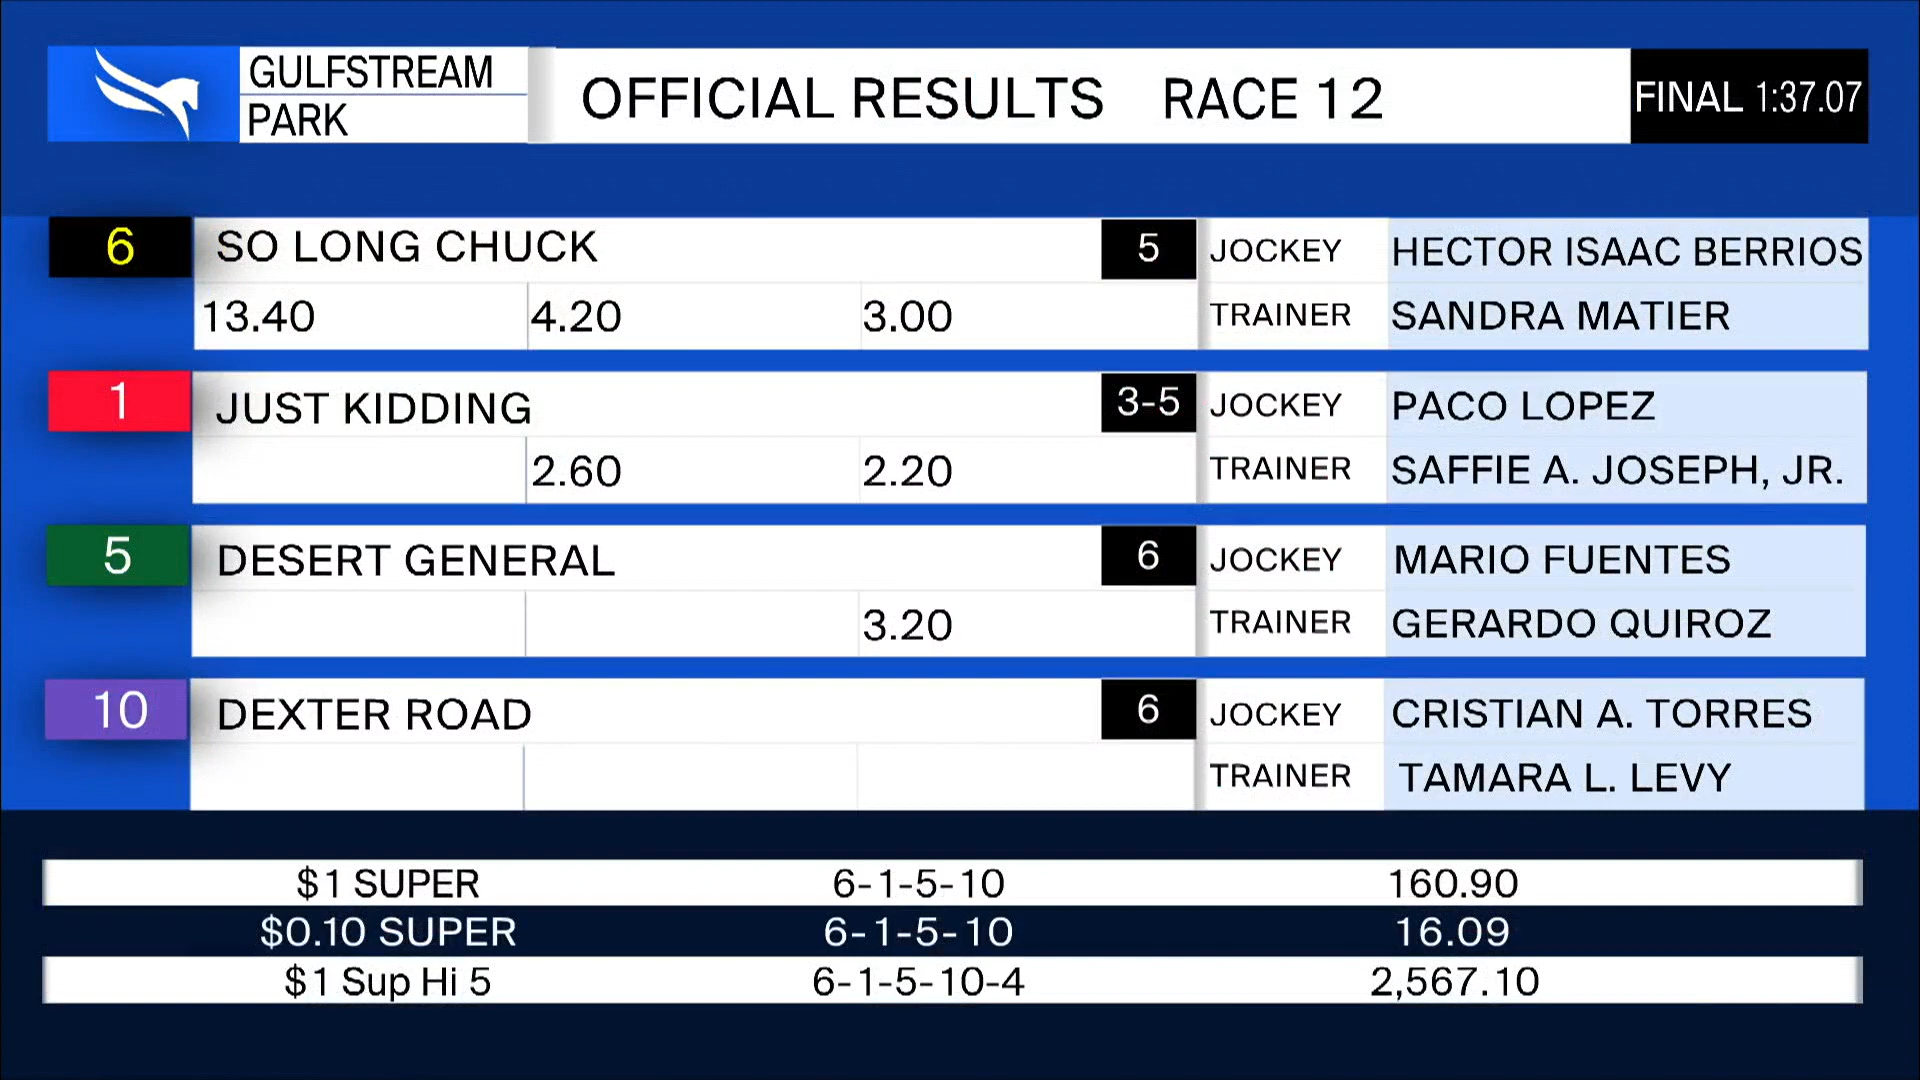 GULFSTREAM
PARK
OFFICIAL RESULTS RACE 12
FINAL 1:37.07
6 SO LONG CHUCK 5 JOCKEY HECTOR ISAAC BERRIOS
13.40 4.20 3.00 TRAINER SANDRA MATIER
1 JUST KIDDING 3-5 JOCKEY PACO LOPEZ
2.60 2.20 TRAINER SAFFIE A. JOSEPH, JR.
5 DESERT GENERAL 6 JOCKEY MARIO FUENTES
3.20 TRAINER GERARDO QUIROZ
10 DEXTER ROAD 6 JOCKEY CRISTIAN A. TORRES
TRAINER TAMARA L. LEVY
$1 SUPER 6-1-5-10 160.90
$0.10 SUPER 6-1-5-10 16.09
$1 Sup Hi 5 6-1-5-10-4 2,567.10